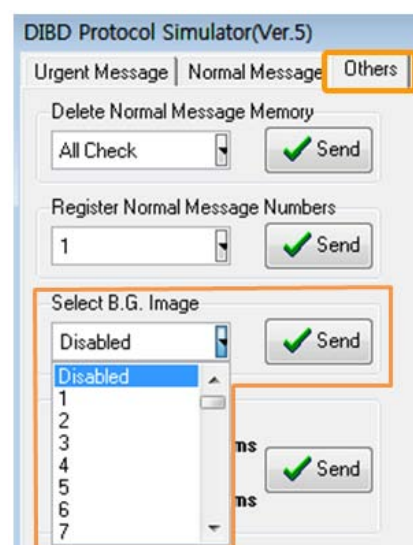 DIBD Protocol Simulator(Ver.5)
Urgent Message Normal Message Others
Delete Normal Message Memory
All Check Send
Register Normal Message Numbers
1 Send
Select B.G. Image
Disabled Send
Disabled
1
2
3
ms
4
Send
5
6
ms
7